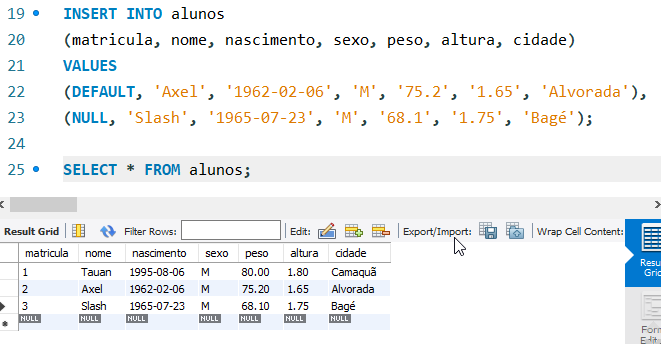 19 INSERT INTO alunos
20 (matricula, nome, nascimento, sexo, peso, altura, cidade)
21 VALUES
22 (DEFAULT, 'Axel', '1962-02-06', 'M', '75.2', '1.65', 'Alvorada'),
23 (NULL, 'Slash', '1965-07-23', 'M', '68.1', '1.75', 'Bagé');
24
25 SELECT * FROM alunos;
Result Grid Filter Rows: Edit: Export/Import: Wrap Cell Content:
matricula nome nascimento sexo peso altura cidade
1 Tauan 1995-08-06 M 80.00 1.80 Camaquã
2 Axel 1962-02-06 M 75.20 1.65 Alvorada
3 Slash 1965-07-23 M 68.10 1.75 Bagé
NULL NULL NULL NULL NULL NULL NULL